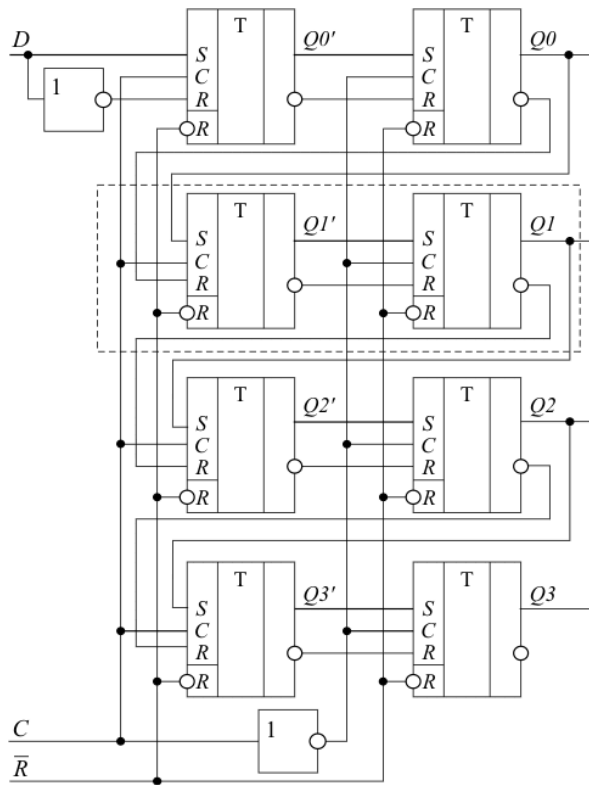 D T Q0′ T Q0
S S
1 C C
R R
R R
T Q1′ T Q1
S S
C C
R R
R R
T Q2′ T Q2
S S
C C
R R
R R
T Q3′ T Q3
S S
C C
R R
R R
C 1
R̅